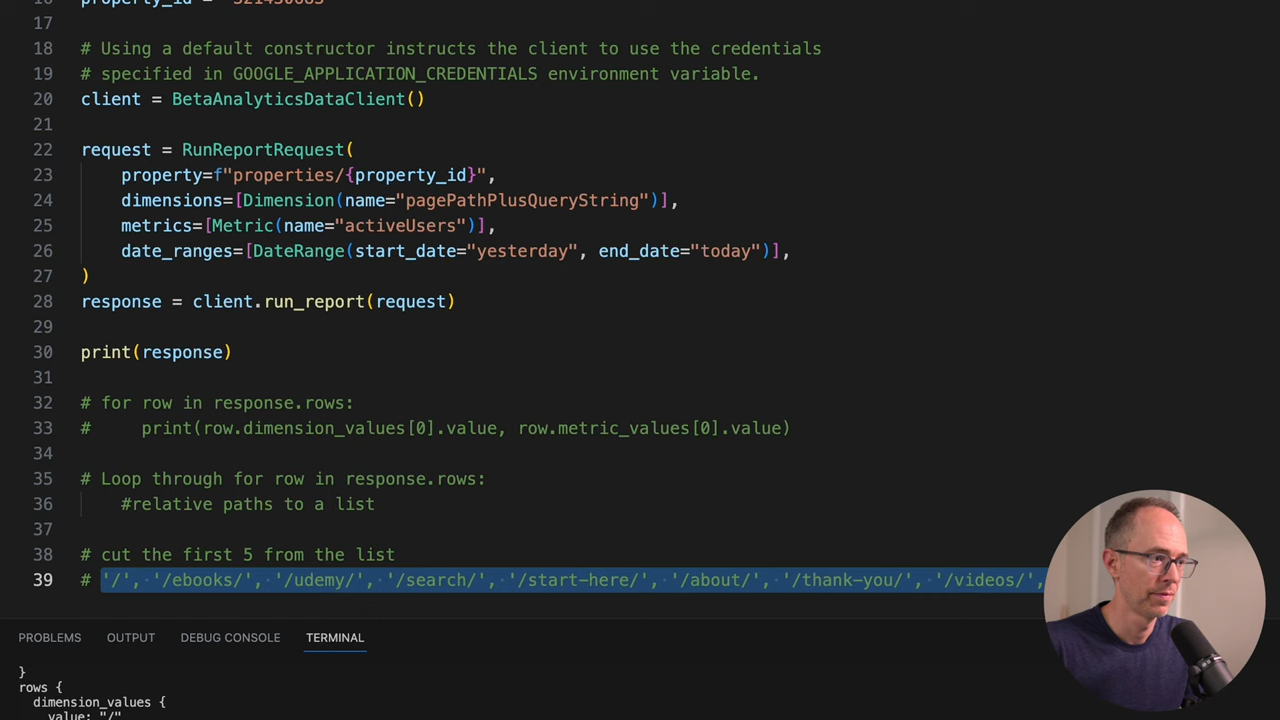 16 property_id =
17
18 # Using a default constructor instructs the client to use the credentials
19 # specified in GOOGLE_APPLICATION_CREDENTIALS environment variable.
20 client = BetaAnalyticsDataClient()
21
22 request = RunReportRequest(
23 property=f"properties/{property_id}",
24 dimensions=[Dimension(name="pagePathPlusQueryString")],
25 metrics=[Metric(name="activeUsers")],
26 date_ranges=[DateRange(start_date="yesterday", end_date="today")],
27 )
28 response = client.run_report(request)
29
30 print(response)
31
32 # for row in response.rows:
33 # print(row.dimension_values[0].value, row.metric_values[0].value)
34
35 # Loop through for row in response.rows:
36 #relative paths to a list
37
38 # cut the first 5 from the list
39 # '/', '/ebooks/', '/udemy/', '/search/', '/start-here/', '/about/', '/thank-you/', '/videos/',
PROBLEMS OUTPUT DEBUG CONSOLE TERMINAL
}
rows {
dimension_values {
value: "/"